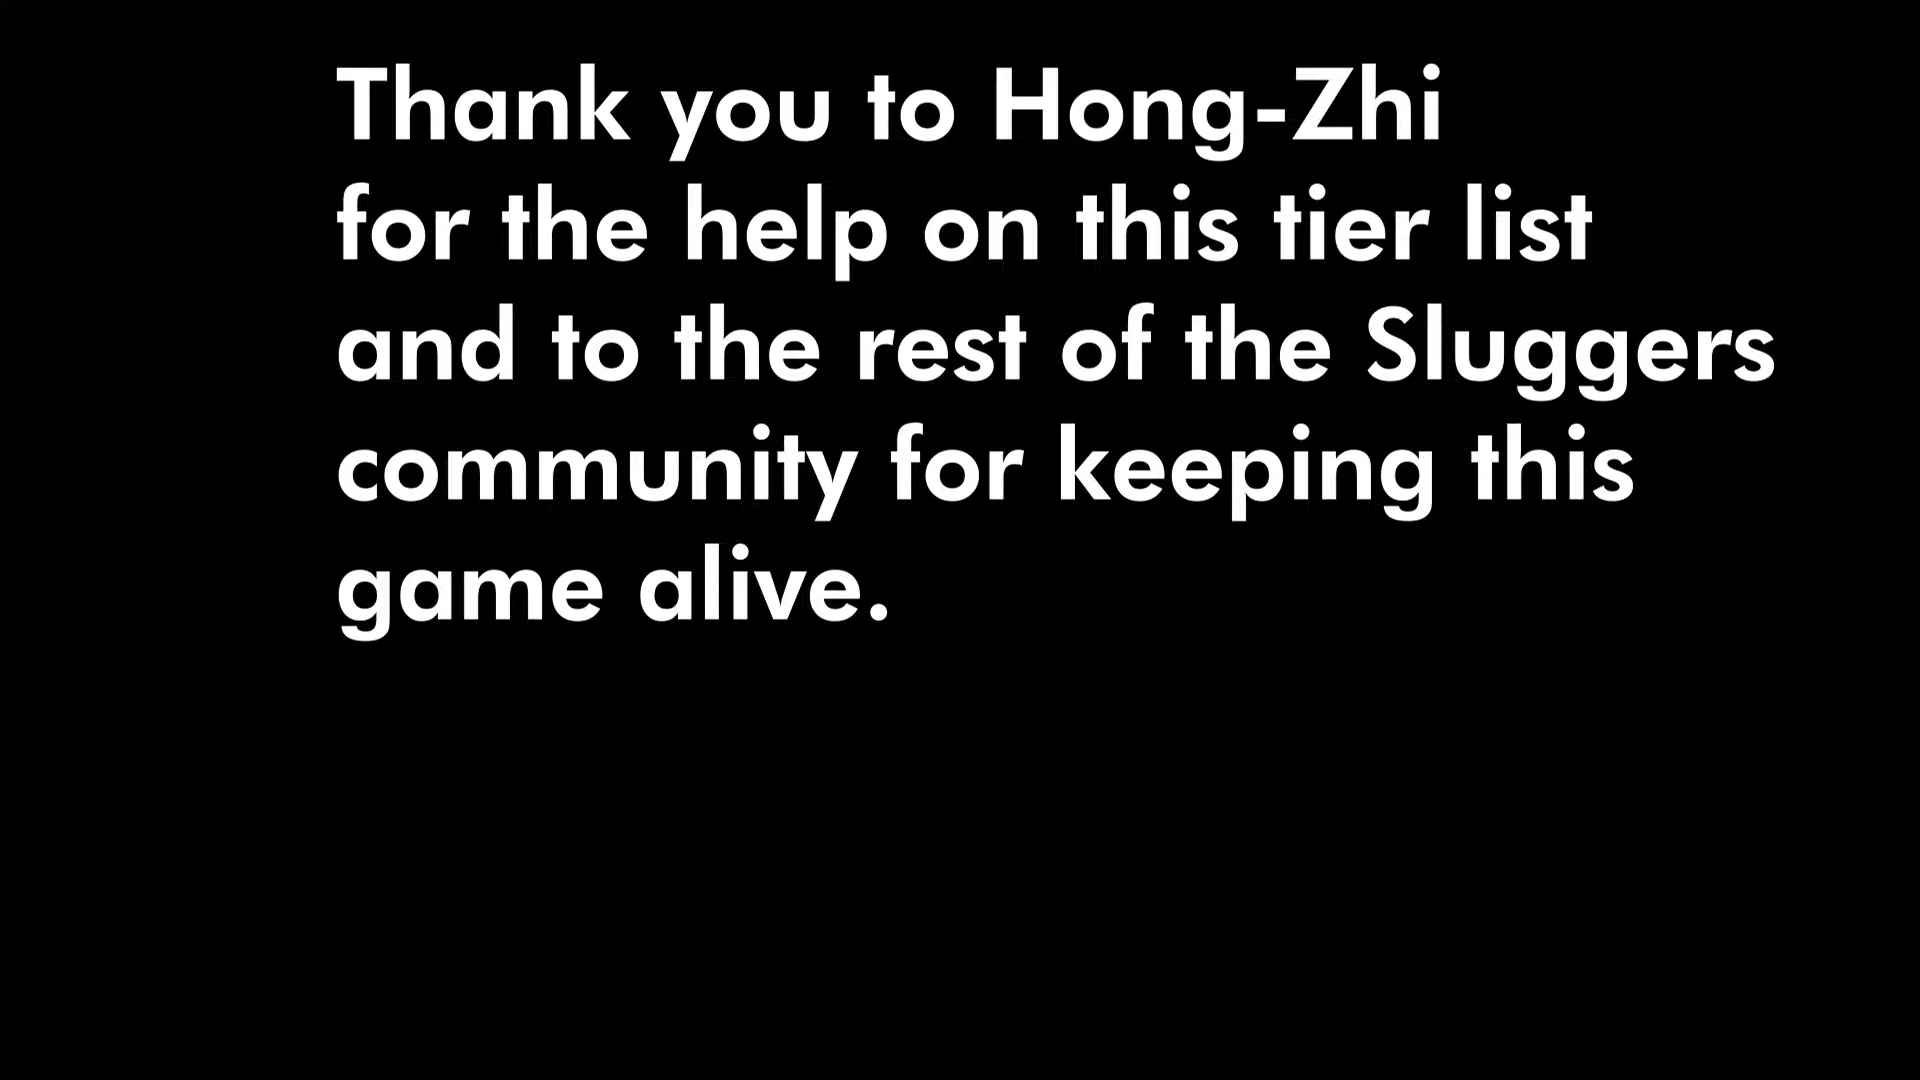 Thank you to Hong-Zhi
for the help on this tier list
and to the rest of the Sluggers
community for keeping this
game alive.